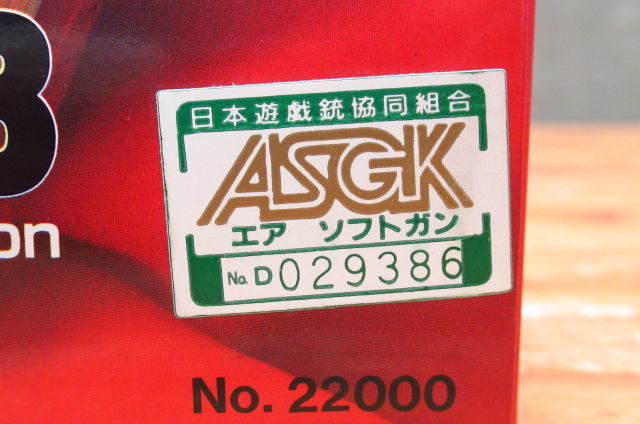 8
on
日本遊戯銃協同組合
ASGK
エア ソフトガン
No. D029386
No. 22000